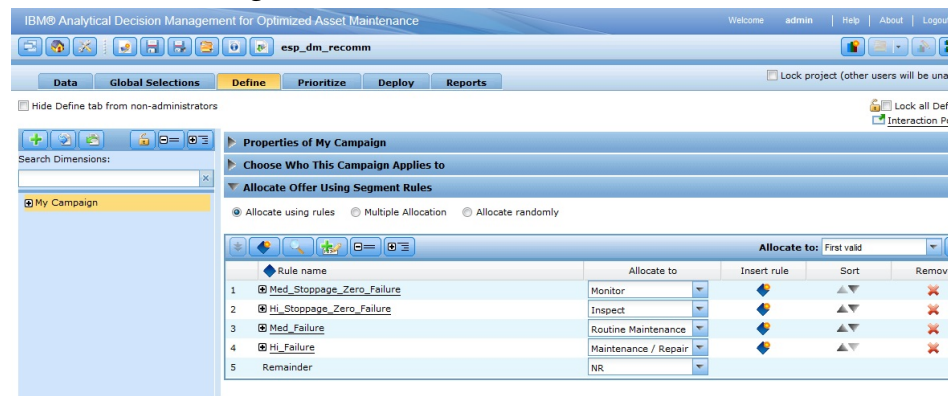 IBM® Analytical Decision Management for Optimized Asset Maintenance
Welcome admin | Help | About | Logout
esp_dm_recomm
Data Global Selections Define Prioritize Deploy Reports
Lock project (other users will be una
Hide Define tab from non-administrators
Lock all Def
Interaction Po
Search Dimensions:
My Campaign
Properties of My Campaign
Choose Who This Campaign Applies to
Allocate Offer Using Segment Rules
Allocate using rules Multiple Allocation Allocate randomly
Allocate to: First valid
Rule name Allocate to Insert rule Sort Remov
1 Med_Stoppage_Zero_Failure Monitor
2 Hi_Stoppage_Zero_Failure Inspect
3 Med_Failure Routine Maintenance
4 Hi_Failure Maintenance / Repair
5 Remainder NR